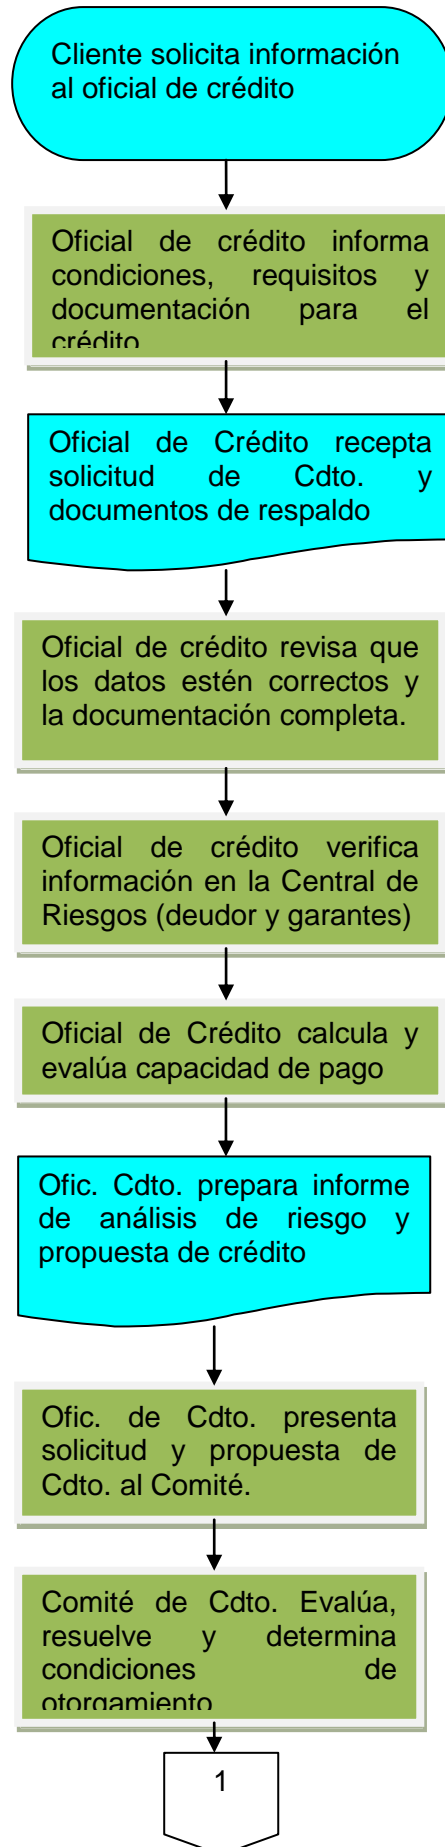 Cliente solicita información
al oficial de crédito
Oficial de crédito informa
condiciones, requisitos y
documentación para el
crédito
Oficial de Crédito recepta
solicitud de Cdto. y
documentos de respaldo
Oficial de crédito revisa que
los datos estén correctos y
la documentación completa.
Oficial de crédito verifica
información en la Central de
Riesgos (deudor y garantes)
Oficial de Crédito calcula y
evalúa capacidad de pago
Ofic. Cdto. prepara informe
de análisis de riesgo y
propuesta de crédito
Ofic. de Cdto. presenta
solicitud y propuesta de
Cdto. al Comité.
Comité de Cdto. Evalúa,
resuelve y determina
condiciones de
otorgamiento
1